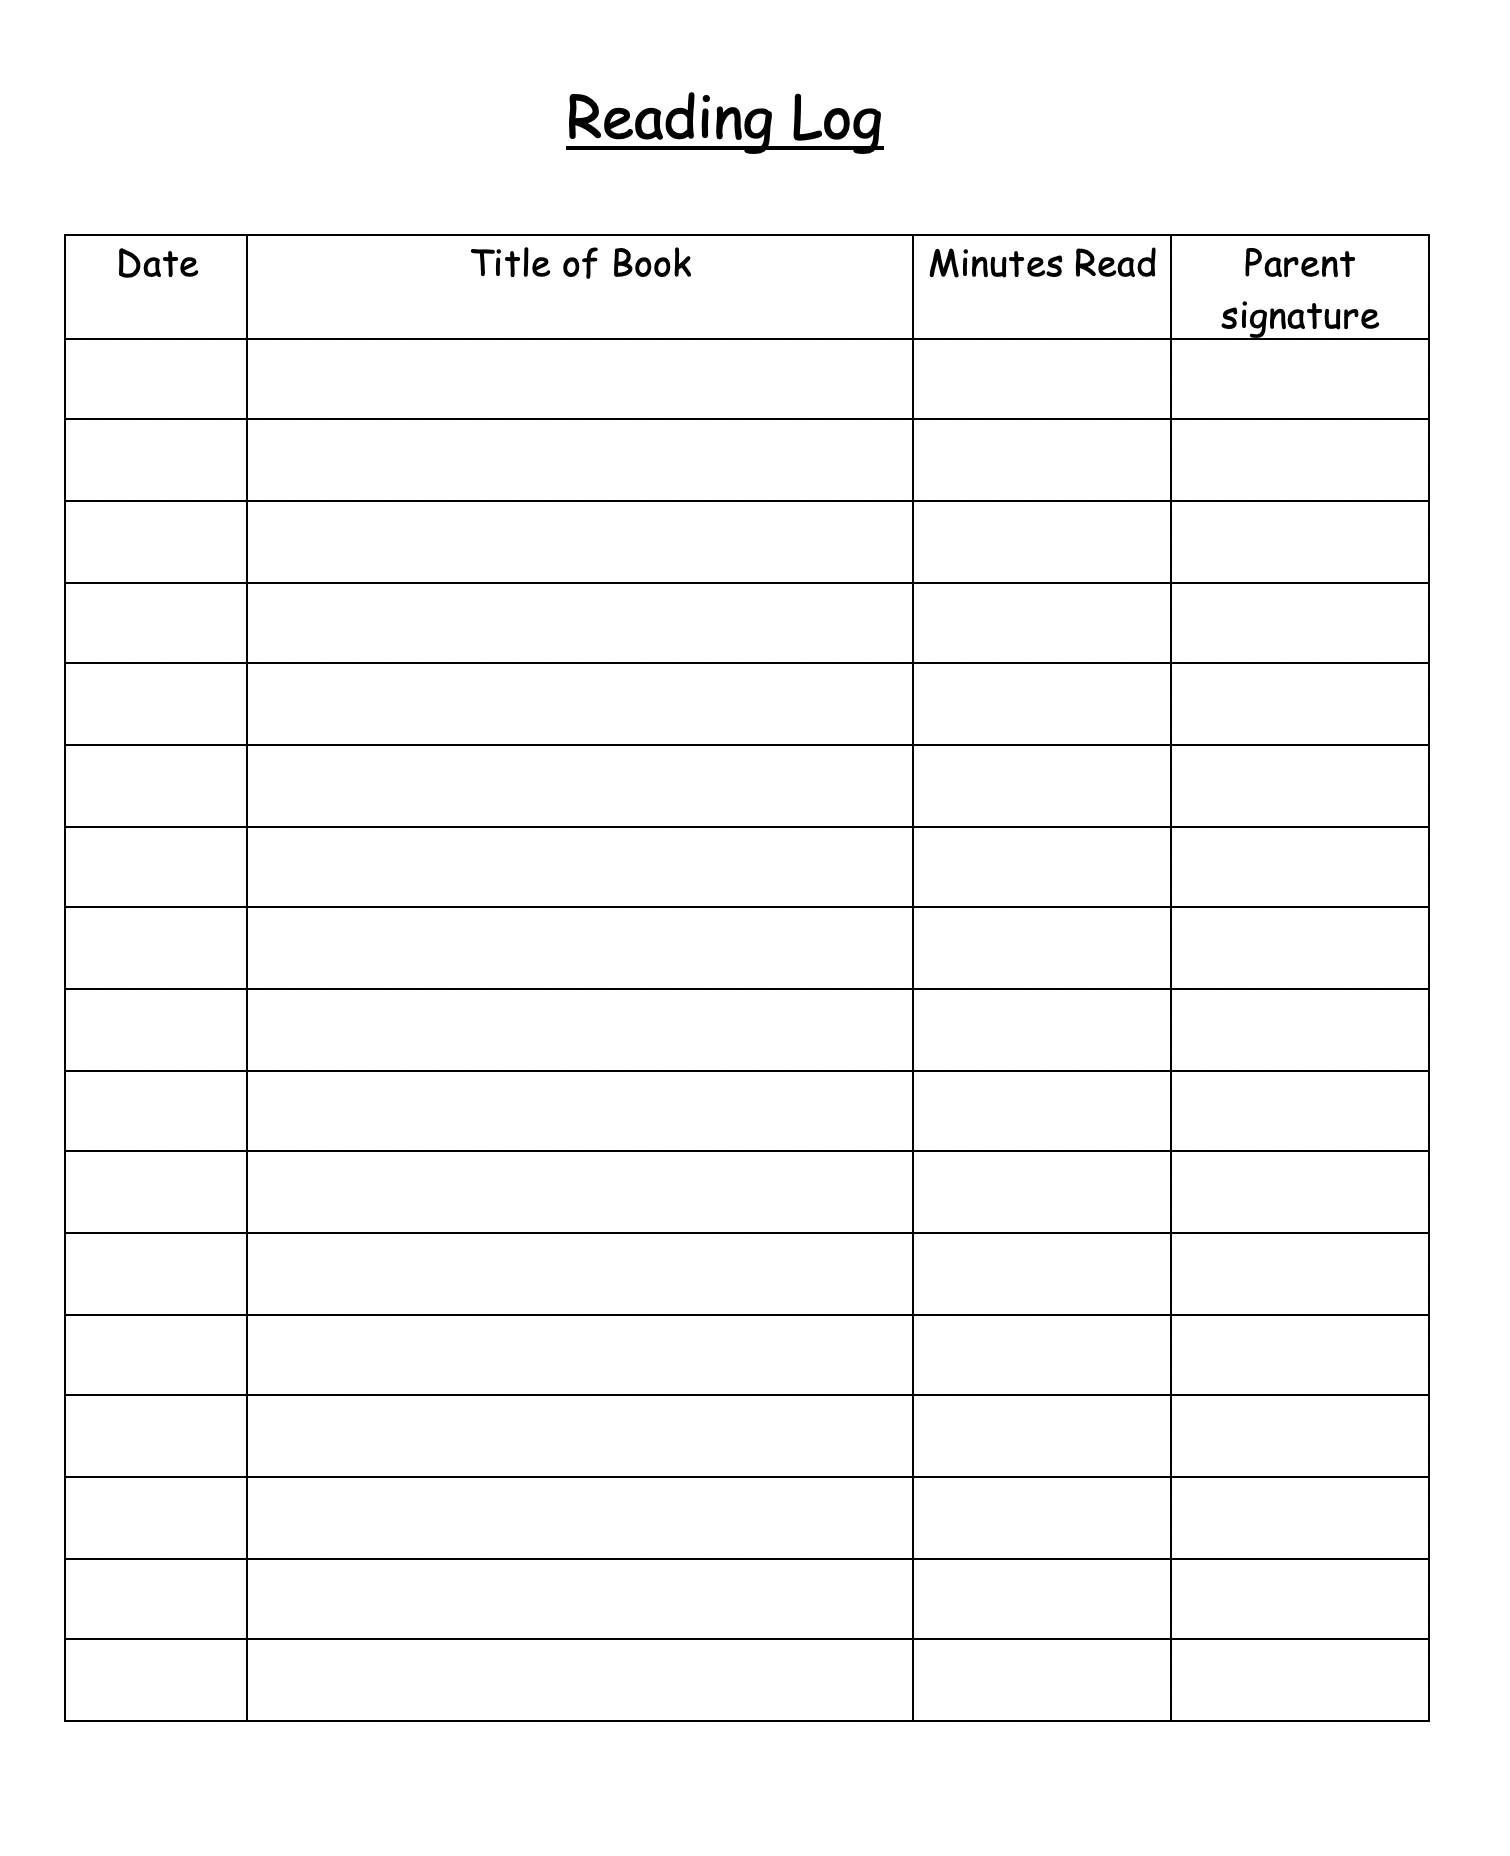 Reading Log
Date Title of Book Minutes Read Parent
signature